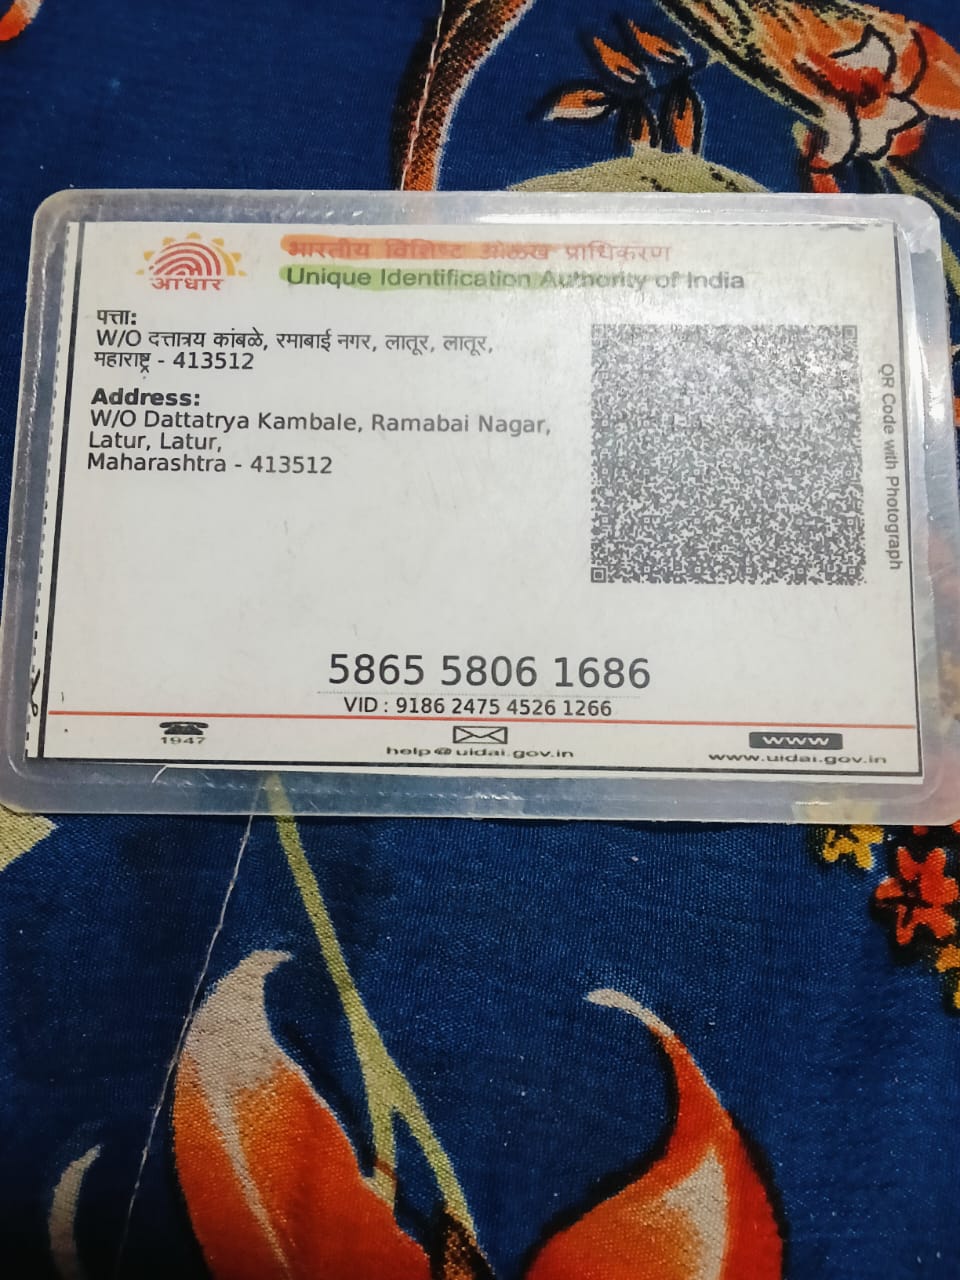 आधार
भारतीय विशिष्ट ओळख प्राधिकरण
Unique Identification Authority of India
पत्ता:
W/O दत्तात्रय कांबळे, रमाबाई नगर, लातूर, लातूर,
महाराष्ट्र - 413512
Address:
W/O Dattatrya Kambale, Ramabai Nagar,
Latur, Latur,
Maharashtra - 413512
QR Code with Photograph
5865 5806 1686
VID : 9186 2475 4526 1266
1947
help@uidai.gov.in
www
www.uidai.gov.in